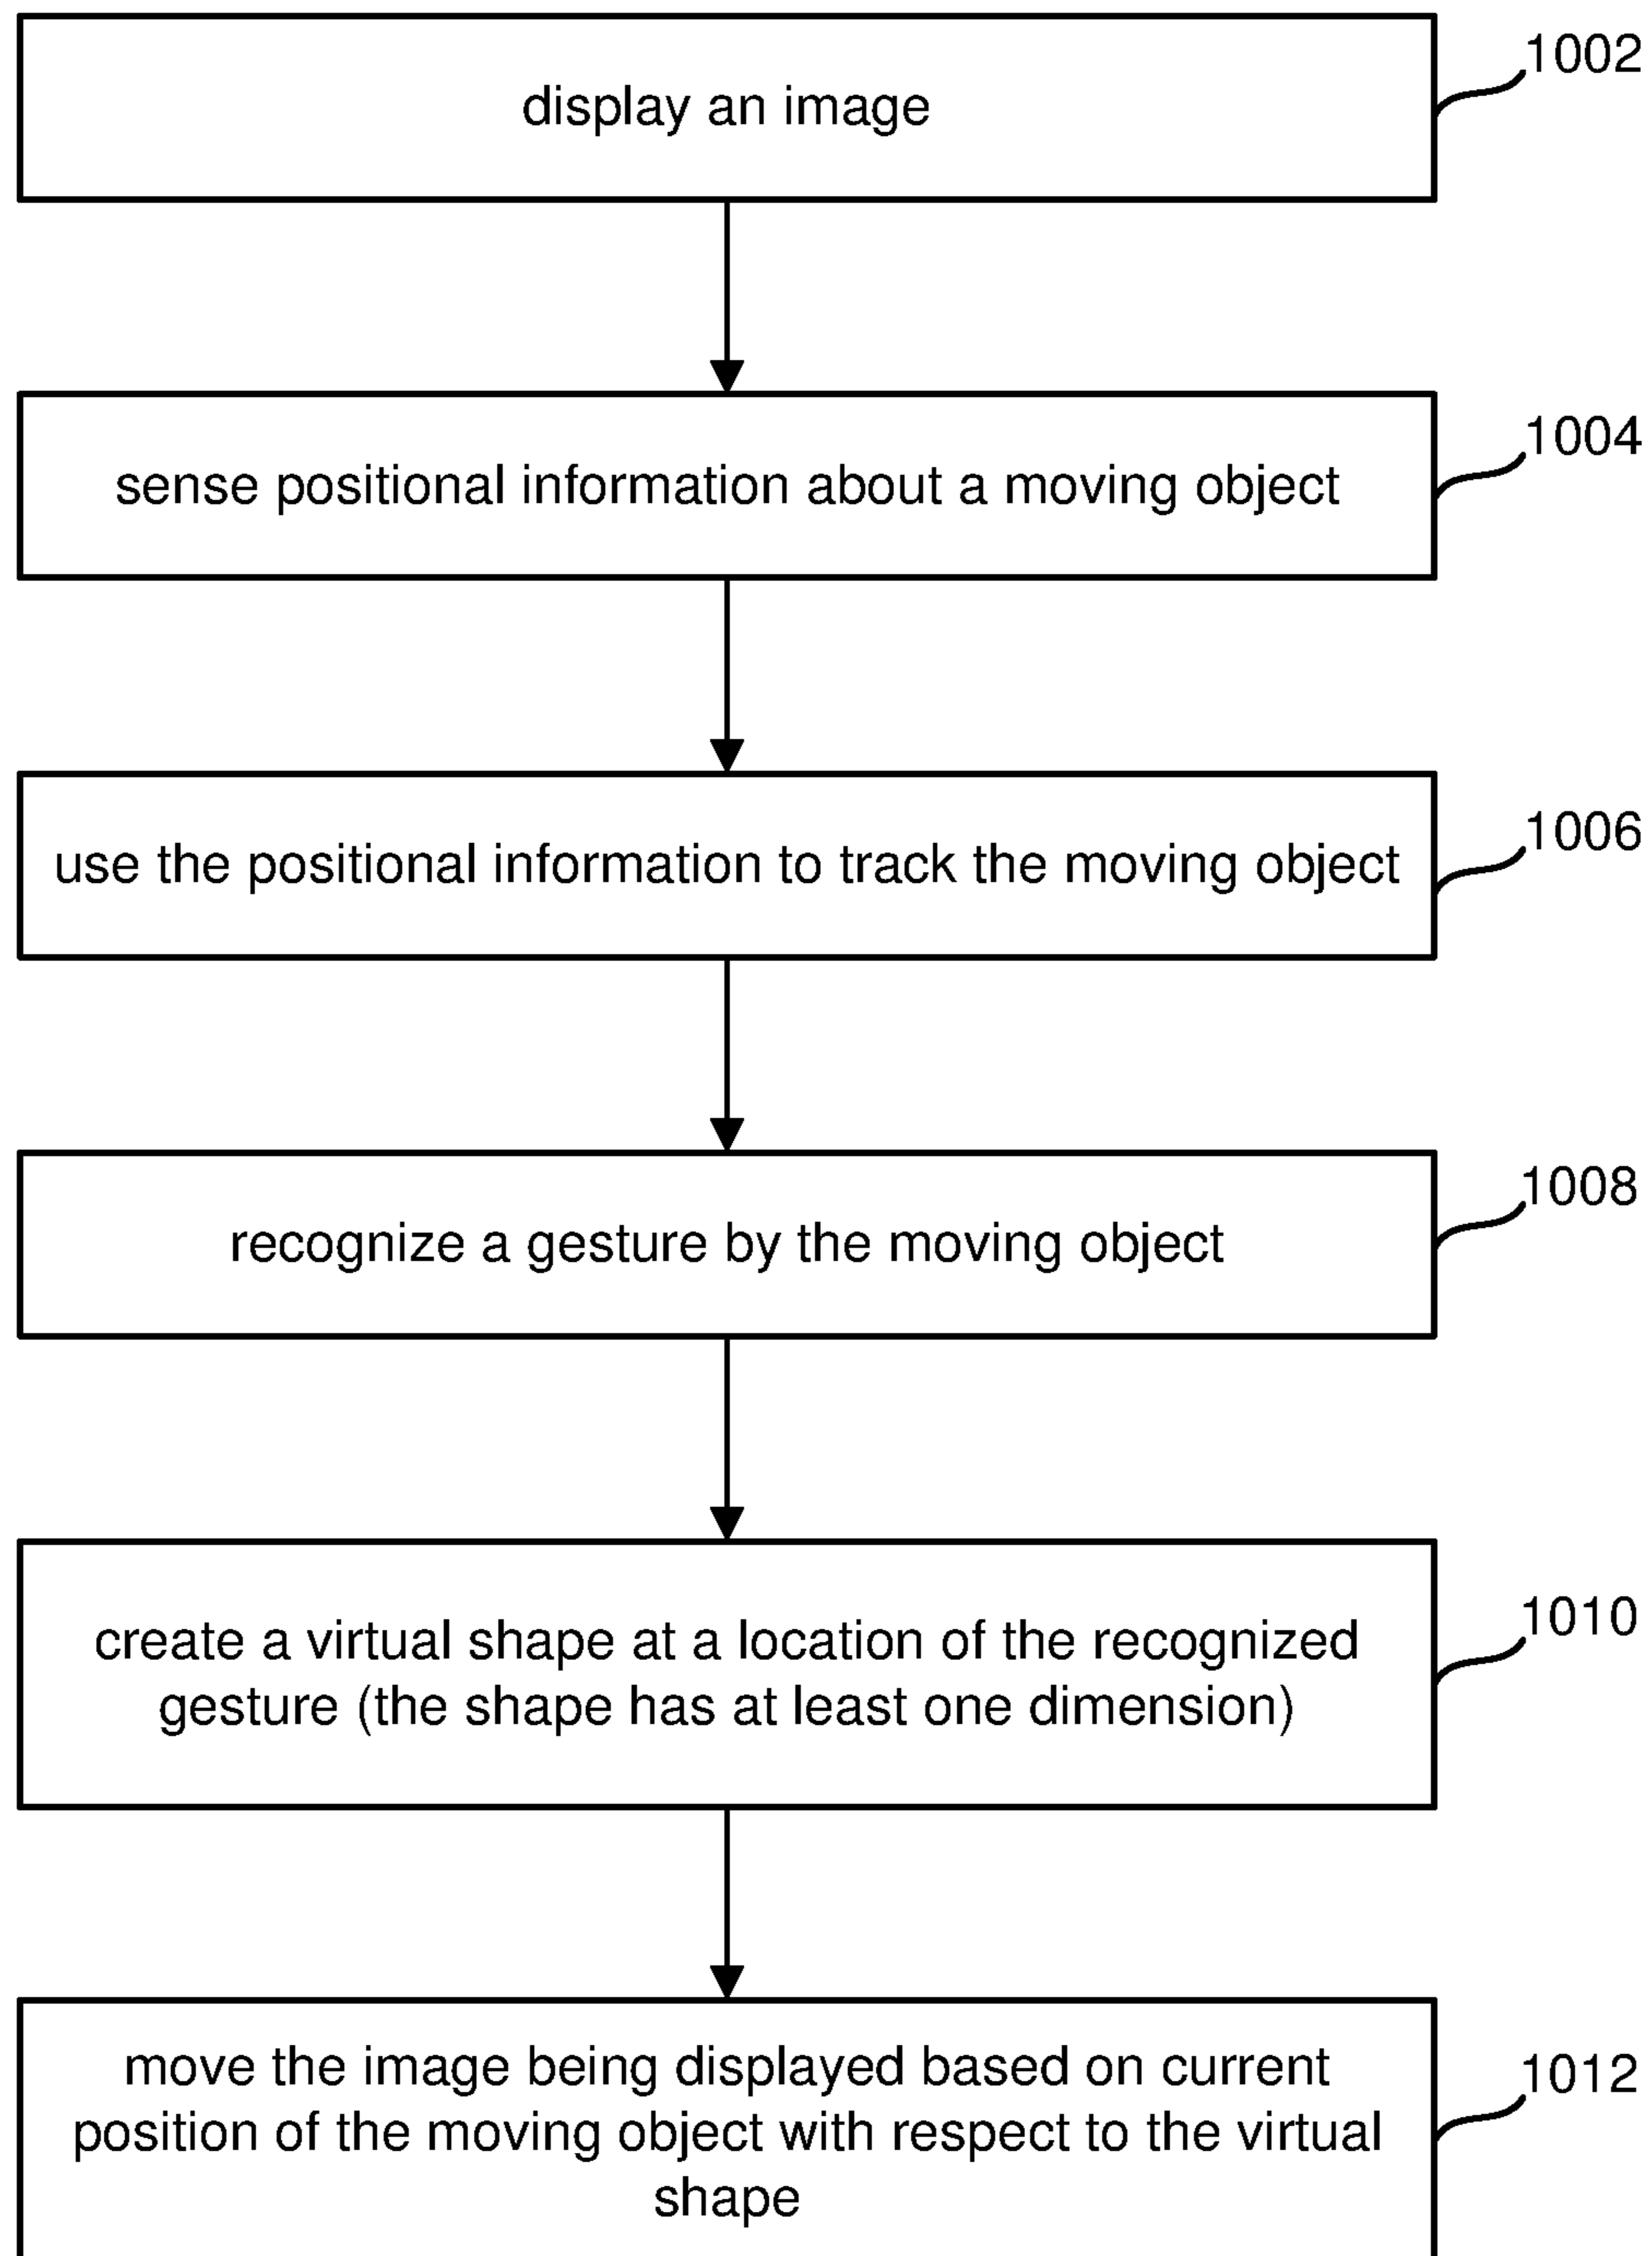 display an image
1002
sense positional information about a moving object
1004
use the positional information to track the moving object
1006
recognize a gesture by the moving object
1008
create a virtual shape at a location of the recognized
gesture (the shape has at least one dimension)
1010
move the image being displayed based on current
position of the moving object with respect to the virtual
shape
1012